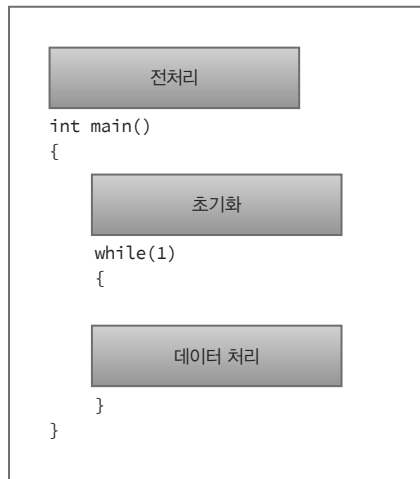 전처리
int main()
{
초기화
while(1)
{
데이터 처리
}
}